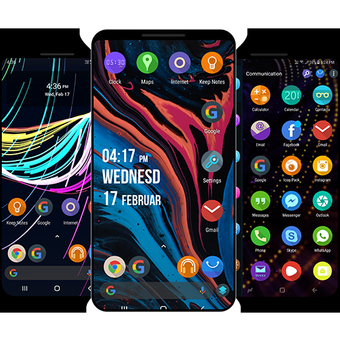 4:36 PM
Wed, Feb 17
Keep Notes
Google
Internet
05:30
Clock
Maps
Internet
Keep Notes
Google
04:17 PM
WEDNESD
17 FEBRUAR
Settings
Gmail
Communication
Calculator
Calendar
Contacts
Email
Facebook
Gmail
Google
Icon Pack
Instagram
Messages
Messenger
Outlook
Phone
Skype
WhatsApp